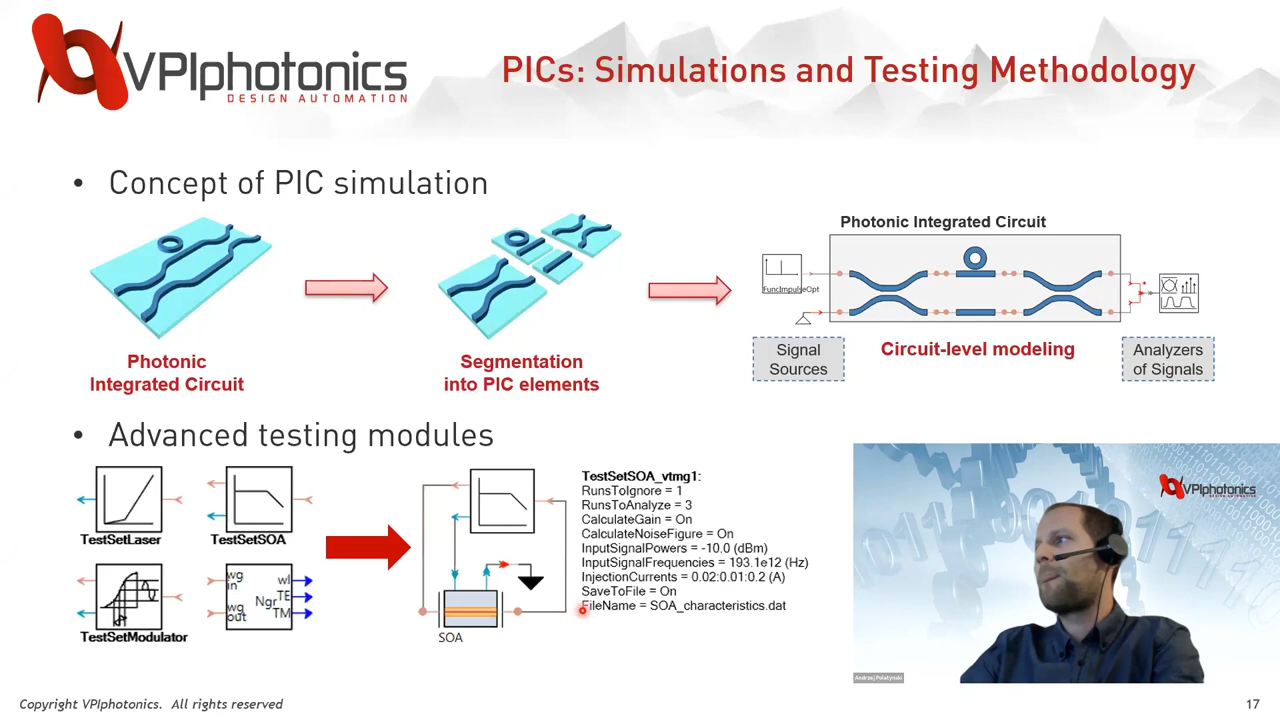 VPIphotonics
DESIGN AUTOMATION
PICs: Simulations and Testing Methodology
• Concept of PIC simulation
Photonic Integrated Circuit
FuncImpulseOpt
Photonic
Integrated Circuit
Segmentation
into PIC elements
Signal
Sources
Circuit-level modeling
Analyzers
of Signals
• Advanced testing modules
TestSetLaser
TestSetSOA
TestSetModulator
wg
in
wg
out
Ngr
wl
TE
TM
SOA
TestSetSOA_vtmg1:
RunsToIgnore = 1
RunsToAnalyze = 3
CalculateGain = On
CalculateNoiseFigure = On
InputSignalPowers = -10.0 (dBm)
InputSignalFrequencies = 193.1e12 (Hz)
InjectionCurrents = 0.02:0.01:0.2 (A)
SaveToFile = On
FileName = SOA_characteristics.dat
VPIphotonics
DESIGN AUTOMATION
Andrzej Polatynski
Copyright VPIphotonics. All rights reserved
17